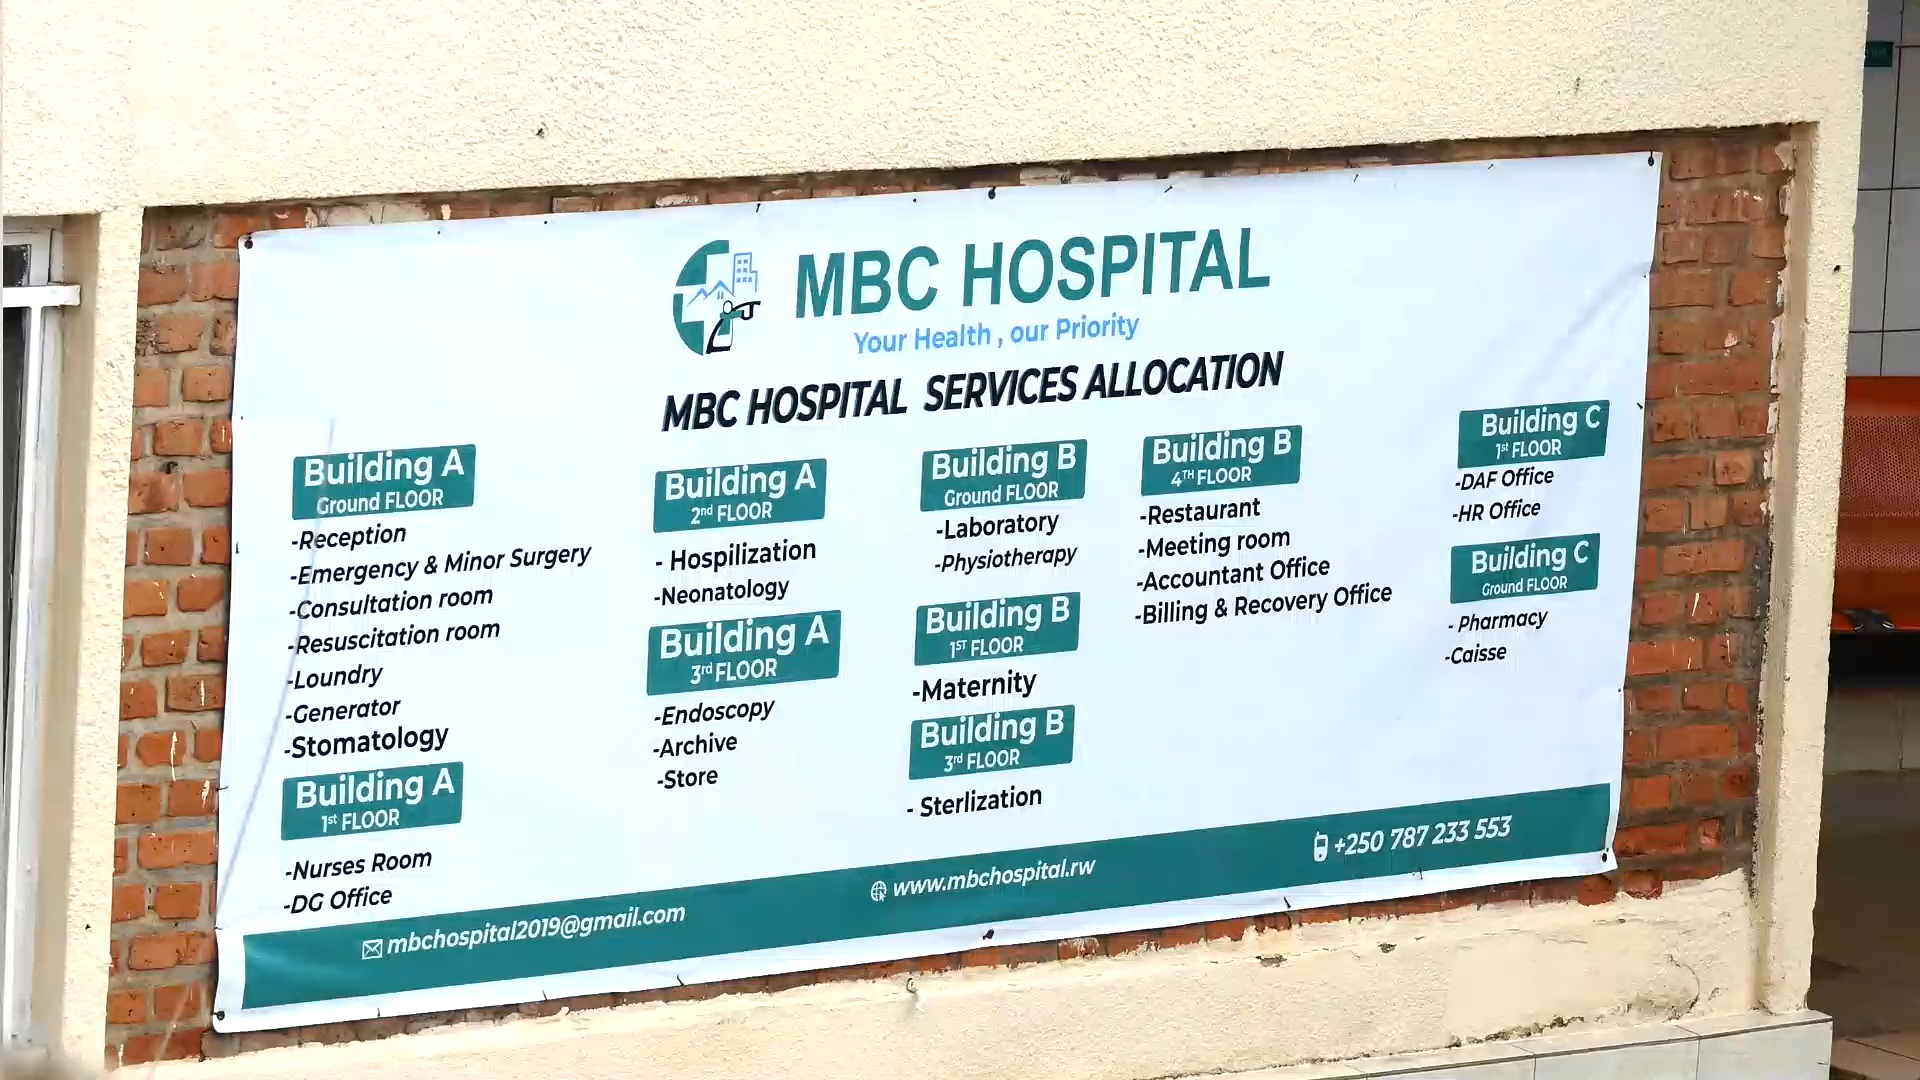 MBC HOSPITAL
Your Health , our Priority
MBC HOSPITAL SERVICES ALLOCATION
Building A
Ground FLOOR
-Reception
-Emergency & Minor Surgery
-Consultation room
-Resuscitation room
-Loundry
-Generator
-Stomatology
Building A
1st FLOOR
-Nurses Room
-DG Office
Building A
2nd FLOOR
- Hospilization
-Neonatology
Building A
3rd FLOOR
-Endoscopy
-Archive
-Store
Building B
Ground FLOOR
-Laboratory
-Physiotherapy
Building B
1ST FLOOR
-Maternity
Building B
3rd FLOOR
- Sterlization
Building B
4TH FLOOR
-Restaurant
-Meeting room
-Accountant Office
-Billing & Recovery Office
Building C
1st FLOOR
-DAF Office
-HR Office
Building C
Ground FLOOR
- Pharmacy
-Caisse
mbchospital2019@gmail.com
www.mbchospital.rw
+250 787 233 553